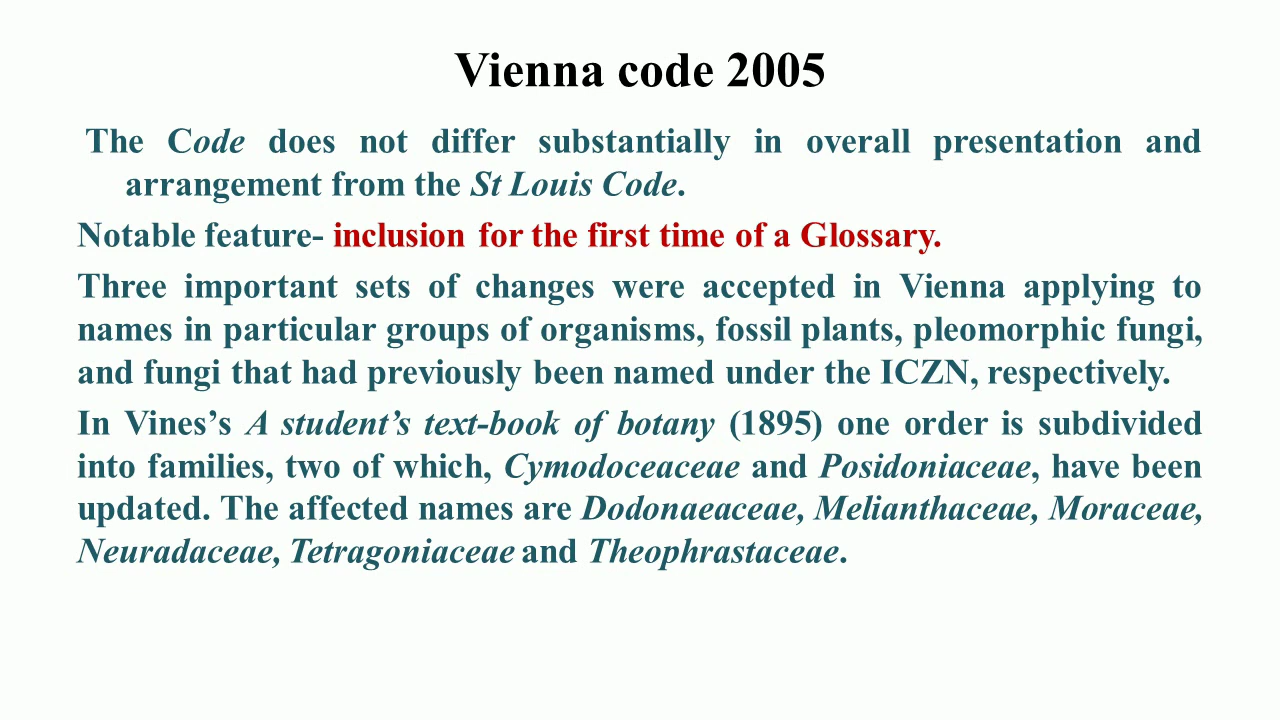 Vienna code 2005
The Code does not differ substantially in overall presentation and
arrangement from the St Louis Code.
Notable feature- inclusion for the first time of a Glossary.
Three important sets of changes were accepted in Vienna applying to
names in particular groups of organisms, fossil plants, pleomorphic fungi,
and fungi that had previously been named under the ICZN, respectively.
In Vines’s A student’s text-book of botany (1895) one order is subdivided
into families, two of which, Cymodoceaceae and Posidoniaceae, have been
updated. The affected names are Dodonaeaceae, Melianthaceae, Moraceae,
Neuradaceae, Tetragoniaceae and Theophrastaceae.